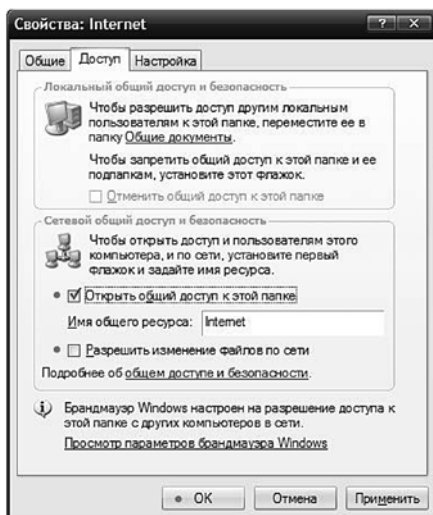 Свойства: Internet
Общие Доступ Настройка
Локальный общий доступ и безопасность
Чтобы разрешить доступ другим локальным
пользователям к этой папке, переместите ее в
папку Общие документы.
Чтобы запретить общий доступ к этой папке и ее
подпапкам, установите этот флажок.
Отменить общий доступ к этой папке
Сетевой общий доступ и безопасность
Чтобы открыть доступ и пользователям этого
компьютера, и по сети, установите первый
флажок и задайте имя ресурса.
Открыть общий доступ к этой папке
Имя общего ресурса: Internet
Разрешить изменение файлов по сети
Подробнее об общем доступе и безопасности.
Брандмауэр Windows настроен на разрешение доступа к
этой папке с других компьютеров в сети.
Просмотр параметров брандмауэра Windows
ОК Отмена Применить